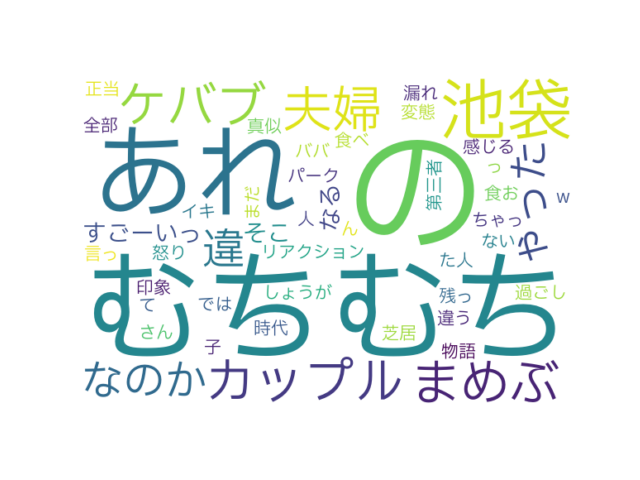 正当
ケバブ
夫婦
漏れ
変態
池袋
全部
真似
食べ
ババ
感じる
あれ
の
パーク
第三者
っ
食お
w
イキ
まだ
人
なる
ん
ちゃっ
やった
すごーいっ
そこ
違
言っ
怒り
リアクション
た人
ない
むちむち
印象
て
では
しょうが
残っ
過ごし
違う
さん
時代
芝居
子
物語
なのか
カップル
まめぶ